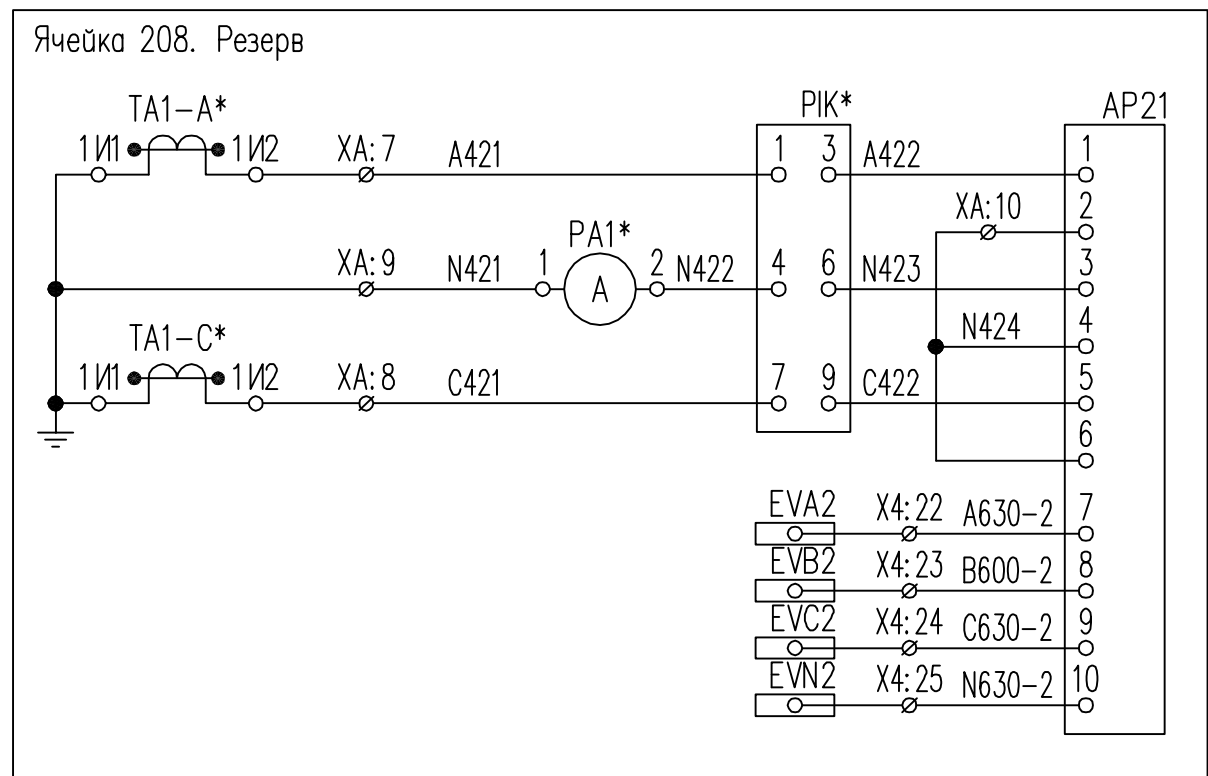 Ячейка 208. Резерв
TA1-A*
PIK*
AP21
1И1
1И2
XA:7
A421
1
3
A422
1
XA:10
2
PA1*
XA:9
N421
1
A
2
N422
4
6
N423
3
TA1-C*
N424
4
1И1
1И2
XA:8
C421
7
9
C422
5
6
EVA2
X4:22
A630-2
7
EVB2
X4:23
B600-2
8
EVC2
X4:24
C630-2
9
EVN2
X4:25
N630-2
10